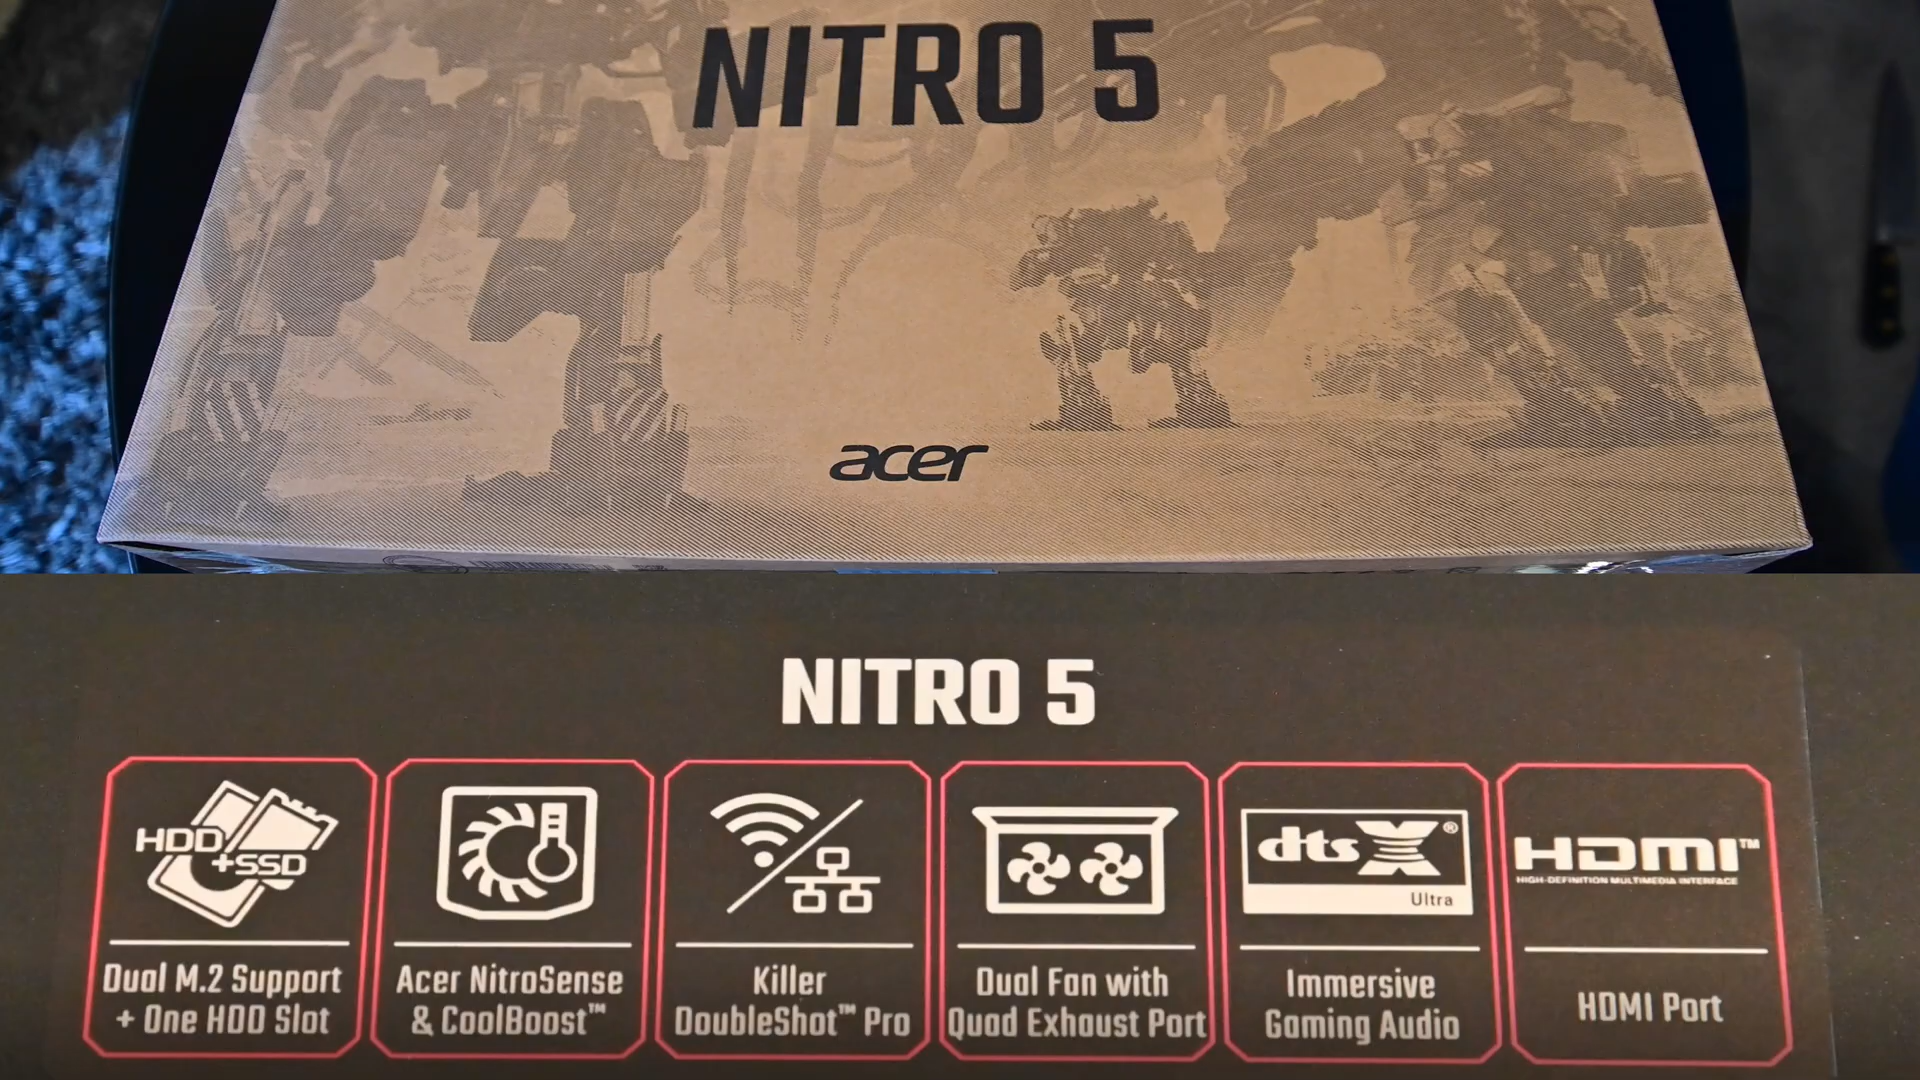 NITRO 5
acer
NITRO 5
HDD
+SSD
dts X®
Ultra
HDMI™
HIGH-DEFINITION MULTIMEDIA INTERFACE
Dual M.2 Support
+ One HDD Slot
Acer NitroSense
& CoolBoost™
Killer
DoubleShot™ Pro
Dual Fan with
Quad Exhaust Port
Immersive
Gaming Audio
HDMI Port